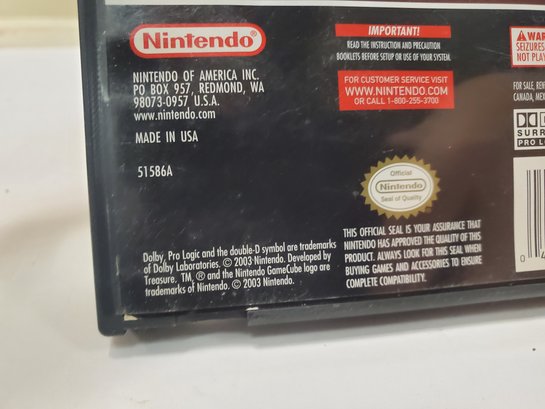 Nintendo®
NINTENDO OF AMERICA INC.
PO BOX 957, REDMOND, WA
98073-0957 U.S.A.
www.nintendo.com
MADE IN USA
51586A
IMPORTANT!
READ THE INSTRUCTION AND PRECAUTION
BOOKLETS BEFORE SETUP OR USE OF YOUR SYSTEM.
FOR CUSTOMER SERVICE VISIT
WWW.NINTENDO.COM
OR CALL 1-800-255-3700
WAR
SEIZURES
NOT PLAY
FOR SALE, REN
CANADA, MEX
SURR
PRO L
Official
Nintendo
Seal of Quality
THIS OFFICIAL SEAL IS YOUR ASSURANCE THAT
NINTENDO HAS APPROVED THE QUALITY OF THIS
PRODUCT. ALWAYS LOOK FOR THIS SEAL WHEN
BUYING GAMES AND ACCESSORIES TO ENSURE
COMPLETE COMPATIBILITY.
Dolby, Pro Logic and the double-D symbol are trademarks
of Dolby Laboratories. © 2003 Nintendo. Developed by
Treasure. TM, ® and the Nintendo GameCube logo are
trademarks of Nintendo. © 2003 Nintendo.
0